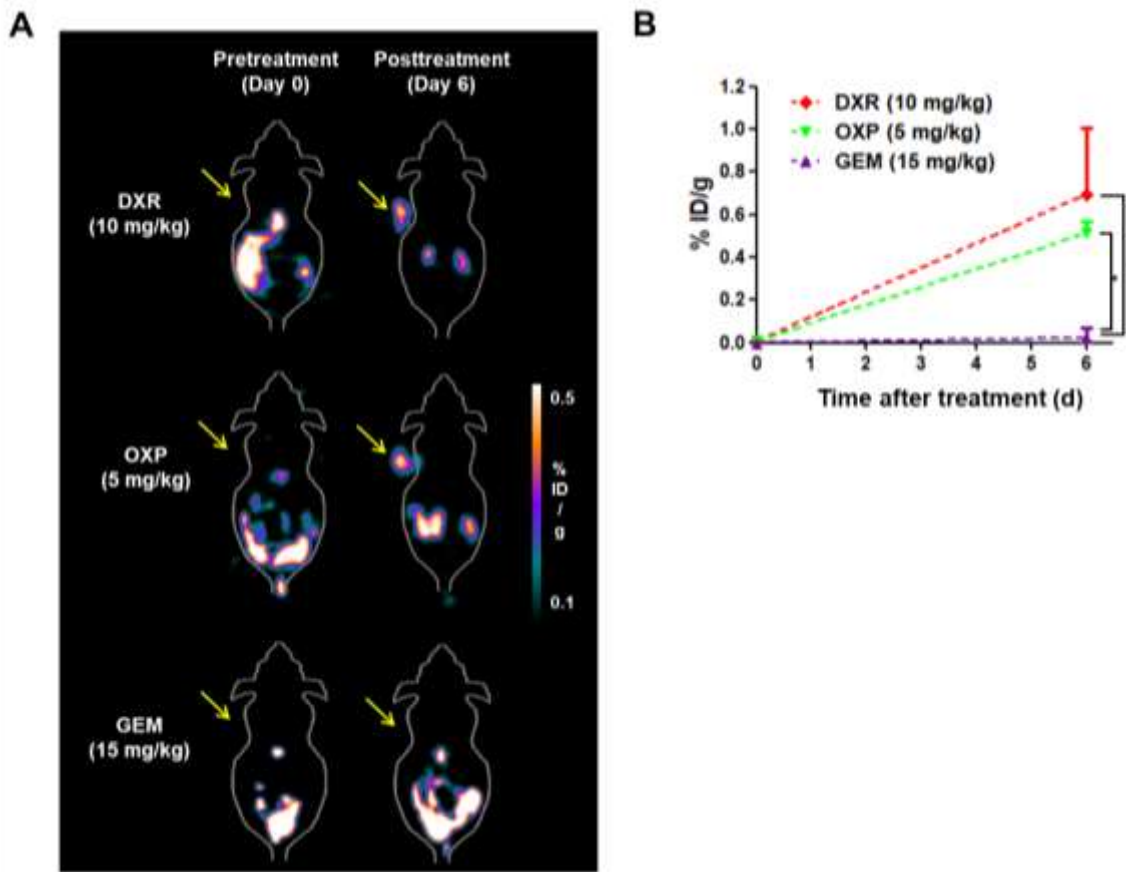 A
Pretreatment
(Day 0)
Posttreatment
(Day 6)
DXR
(10 mg/kg)
OXP
(5 mg/kg)
0.5
%
ID
/
g
0.1
GEM
(15 mg/kg)
B
1.2
1.0
0.8
0.6
0.4
0.2
0.0
% ID/g
DXR (10 mg/kg)
OXP (5 mg/kg)
GEM (15 mg/kg)
*
0 1 2 3 4 5 6
Time after treatment (d)